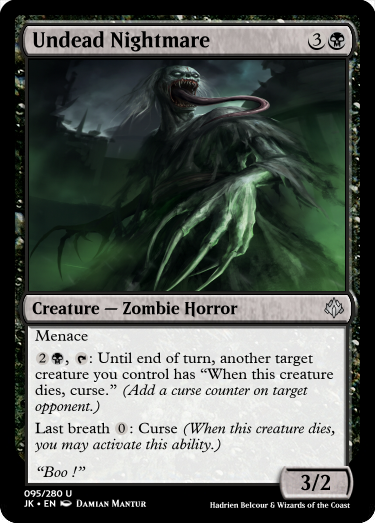 Undead Nightmare 3
Creature — Zombie Horror
Menace
2 , : Until end of turn, another target
creature you control has “When this creature
dies, curse.” (Add a curse counter on target
opponent.)
Last breath 0 : Curse (When this creature dies,
you may activate this ability.)
“Boo !”
3/2
095/280 U
JK • EN Damian Mantur
Hadrien Belcour & Wizards of the Coast